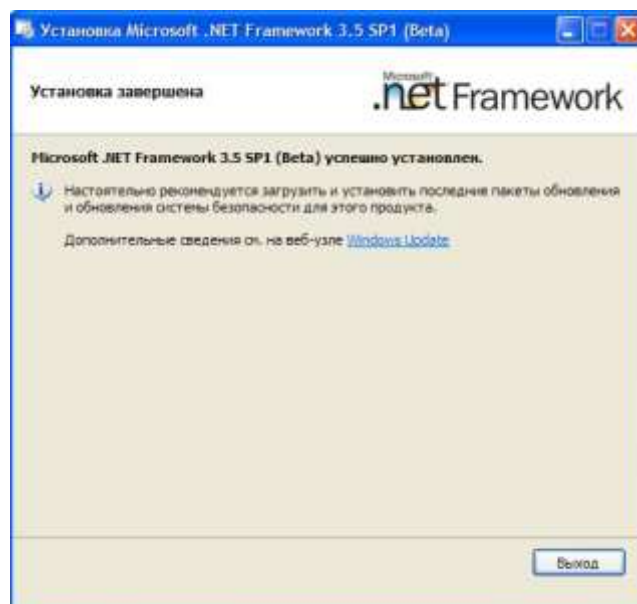 Установка Microsoft .NET Framework 3.5 SP1 (Beta)
Установка завершена
Microsoft
.net Framework
Microsoft .NET Framework 3.5 SP1 (Beta) успешно установлен.
Настоятельно рекомендуется загрузить и установить последние пакеты обновления
и обновления системы безопасности для этого продукта.
Дополнительные сведения см. на веб-узле Windows Update
Выход